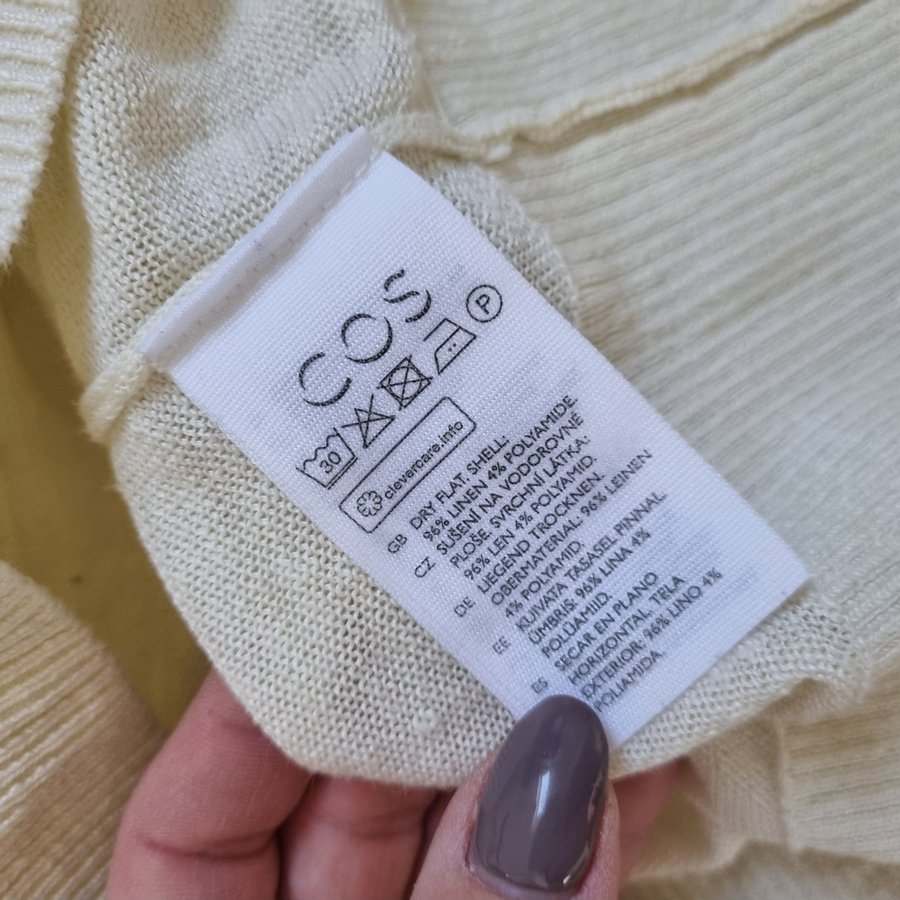 COS
30
P
clevercare.info
GB DRY FLAT. SHELL:
96% LINEN 4% POLYAMIDE.
CZ SUŠENÍ NA VODOROVNÉ
PLOŠE. SVRCHNÍ LÁTKA:
96% LEN 4% POLYAMID.
DE LIEGEND TROCKNEN.
OBERMATERIAL: 96% LEINEN
4% POLYAMID.
EE KUIVATA TASASEL PINNAL.
ÜMBRIS: 96% LINA 4%
POLÜAMIID.
ES SECAR EN PLANO
HORIZONTAL. TELA
EXTERIOR: 96% LINO 4%
POLIAMIDA.